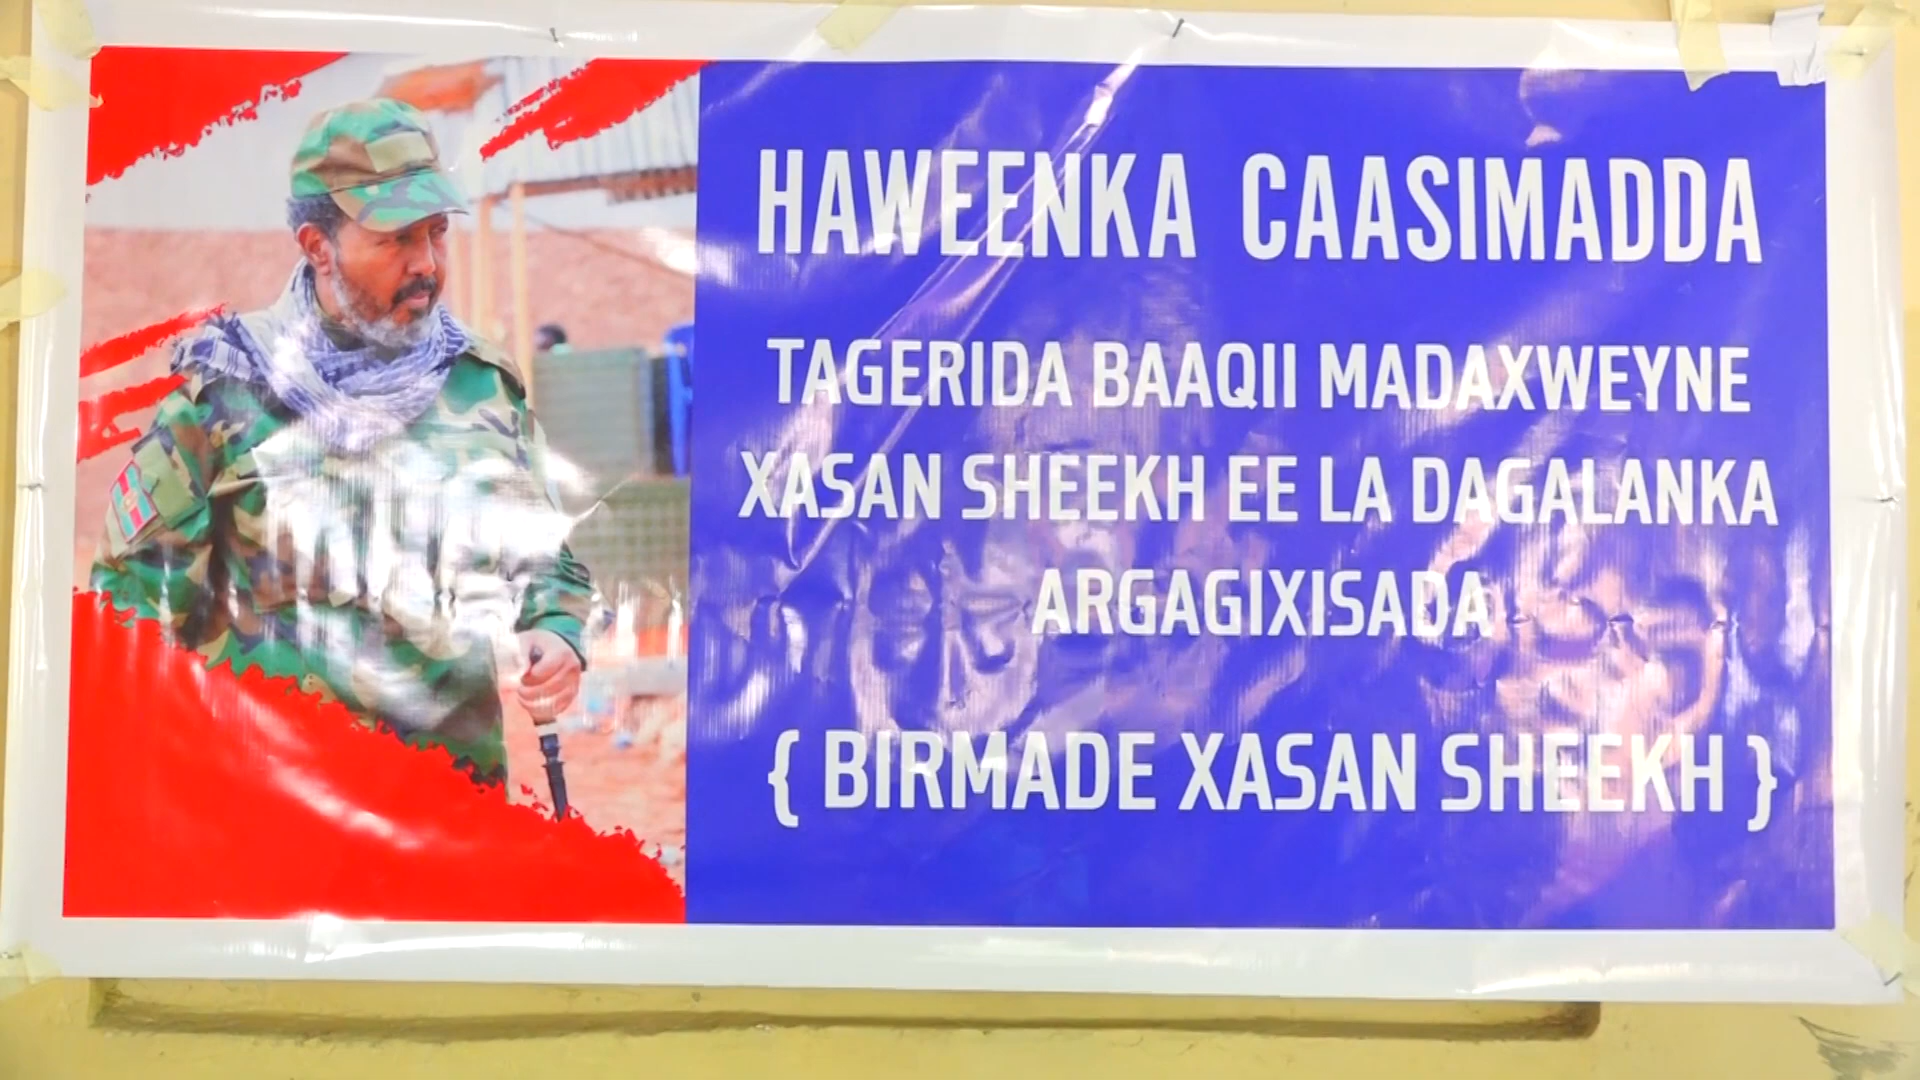 HAWEENKA CAASIMADDA
TAGERIDA BAAQII MADAXWEYNE
XASAN SHEEKH EE LA DAGALANKA
ARGAGIXISADA
{ BIRMADE XASAN SHEEKH }